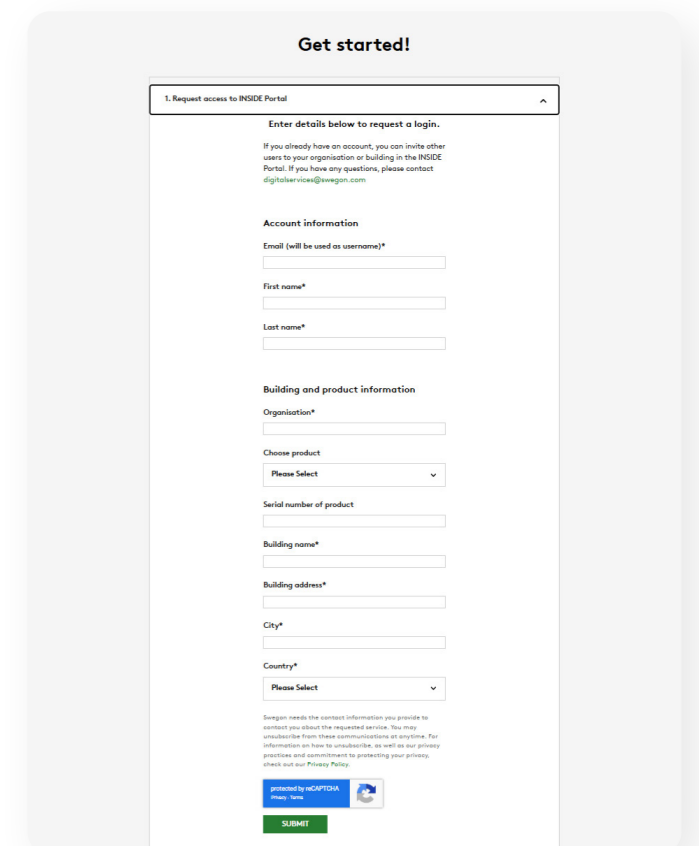 Get started!
1. Request access to INSIDE Portal
Enter details below to request a login.
If you already have an account, you can invite other
users to your organisation or building in the INSIDE
Portal. If you have any questions, please contact
digitalservices@swegon.com
Account information
Email (will be used as username)*
First name*
Last name*
Building and product information
Organisation*
Choose product
Please Select
Serial number of product
Building name*
Building address*
City*
Country*
Please Select
Swegon needs the contact information you provide to
contact you about the requested service. You may
unsubscribe from these communications at anytime. For
information on how to unsubscribe, as well as our privacy
practices and commitment to protecting your privacy,
check out our Privacy Policy.
protected by reCAPTCHA
Privacy - Terms
SUBMIT